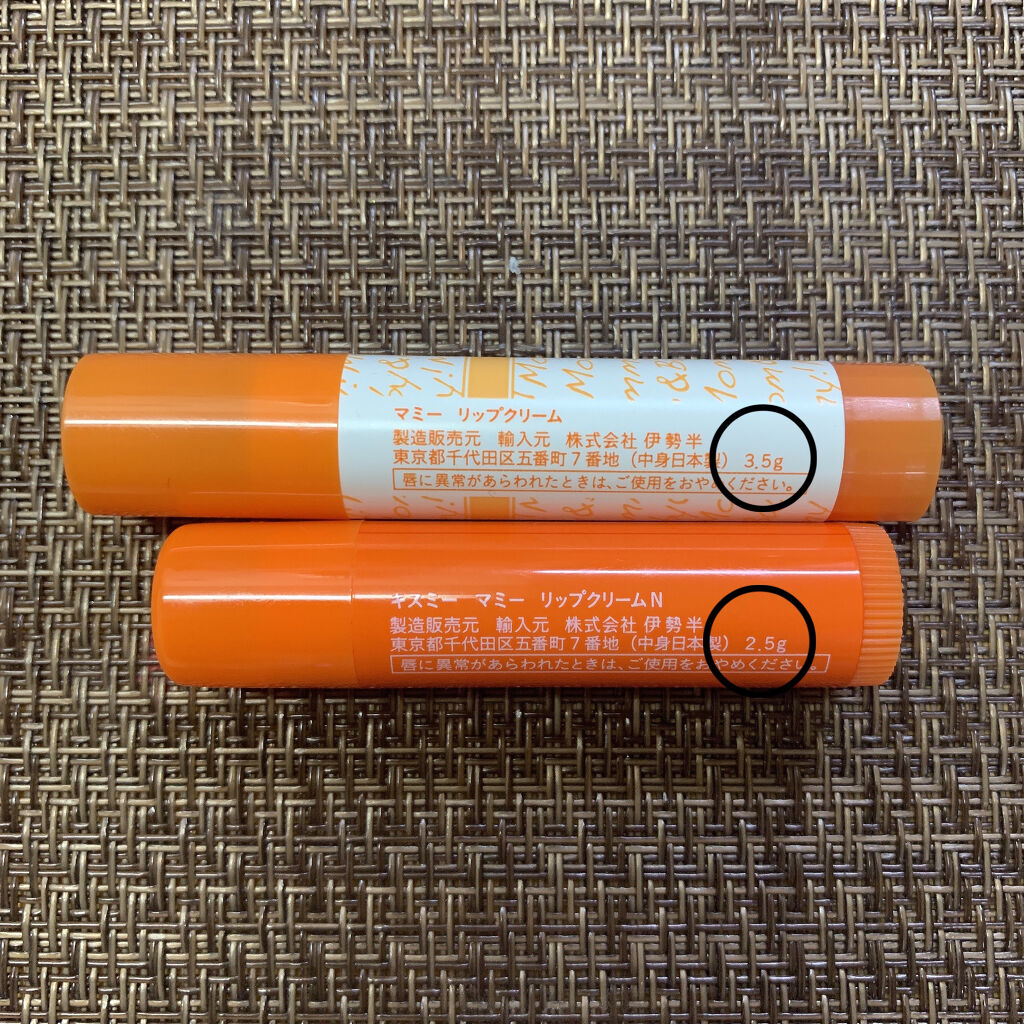 マミー リップクリーム
製造販売元 輸入元 株式会社 伊勢半
東京都千代田区五番町7番地 (中身日本製) 3.5g
唇に異常があらわれたときは、ご使用をおやめください。
キスミー マミー リップクリームN
製造販売元 輸入元 株式会社 伊勢半
東京都千代田区五番町7番地 (中身日本製) 2.5g
唇に異常があらわれたときは、ご使用をおやめください。